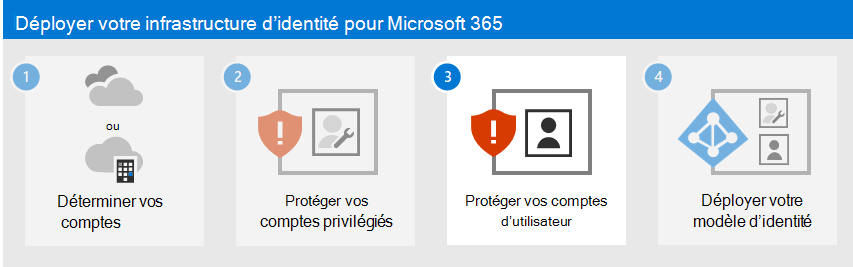 Déployer votre infrastructure d’identité pour Microsoft 365
1
ou
Déterminer vos
comptes
2
Protéger vos
comptes privilégiés
3
Protéger vos comptes
d’utilisateur
4
Déployer votre
modèle d’identité